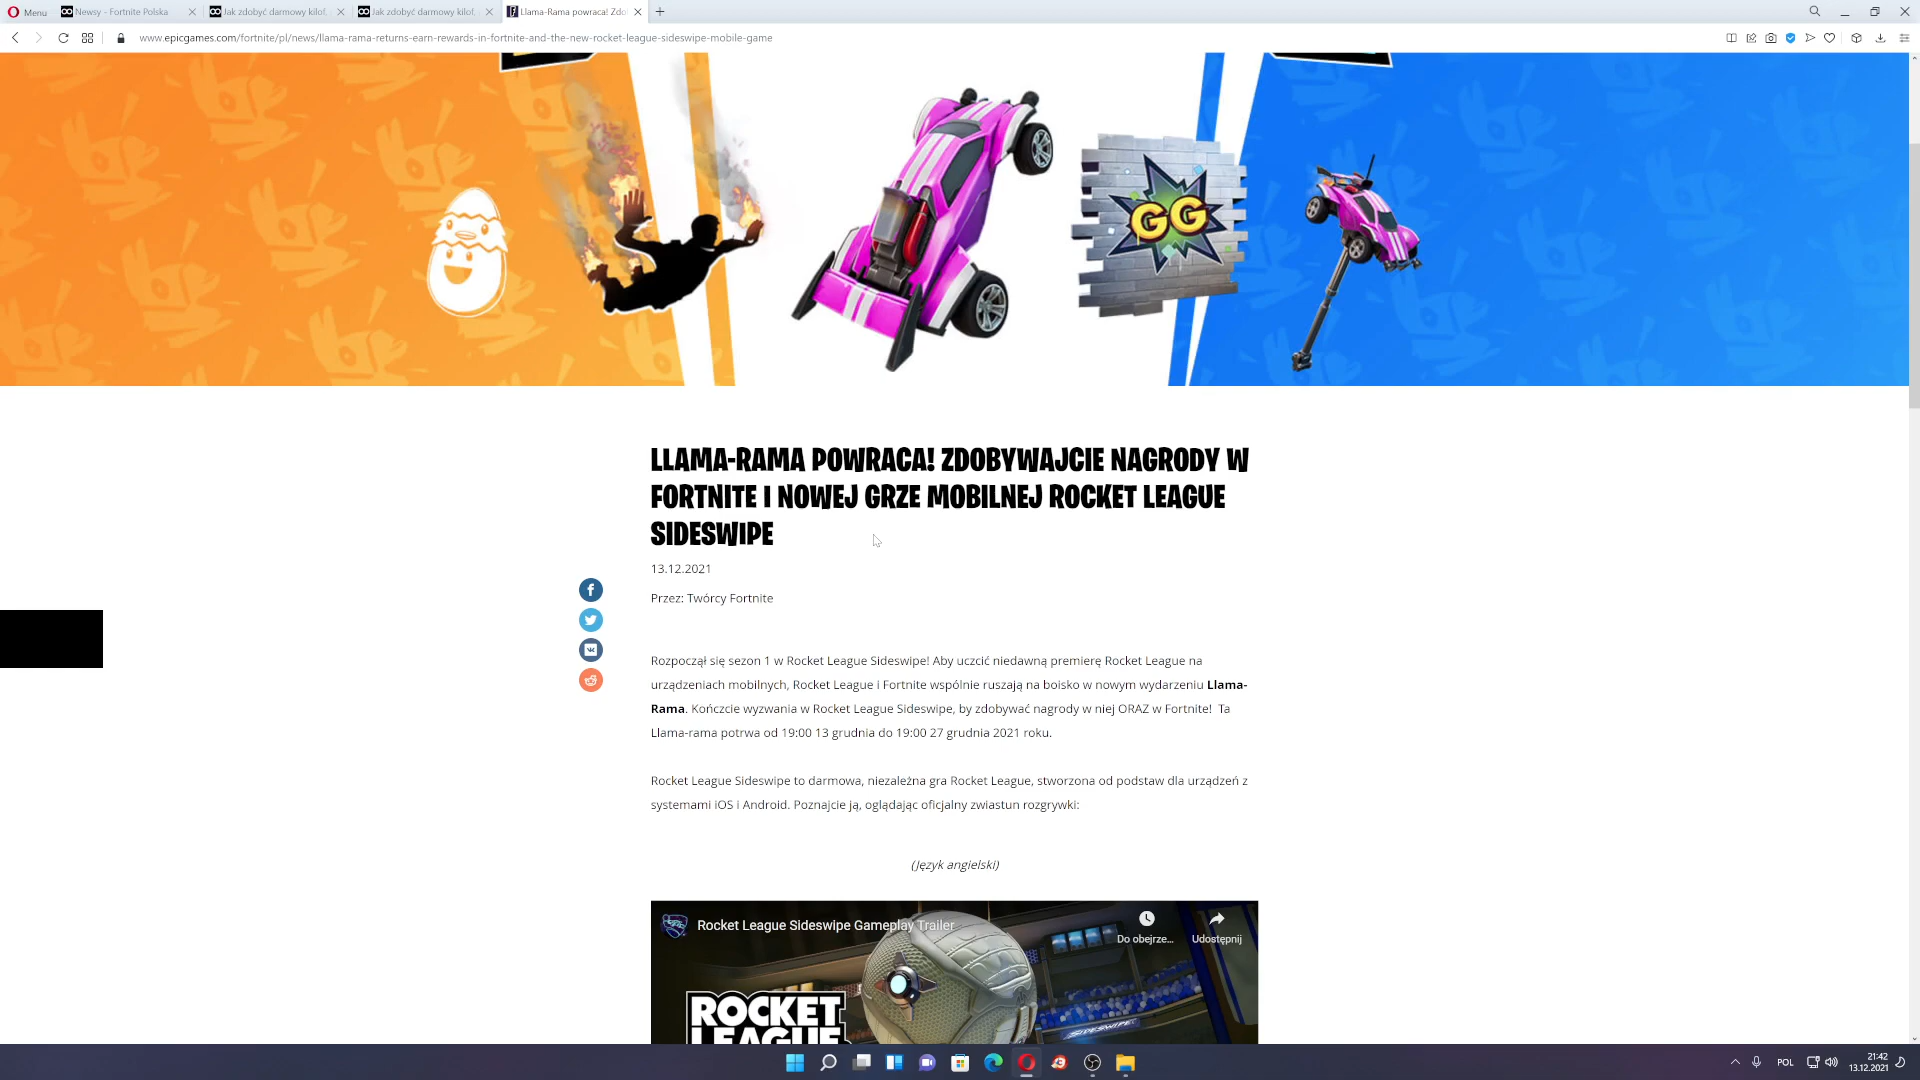 Menu
Newsy - Fortnite Polska
Jak zdobyć darmowy kilof,
Jak zdobyć darmowy kilof,
Llama-Rama powraca! Zdo
www.epicgames.com/fortnite/pl/news/llama-rama-returns-earn-rewards-in-fortnite-and-the-new-rocket-league-sideswipe-mobile-game
GG
LLAMA-RAMA POWRACA! ZDOBYWAJCIE NAGRODY W
FORTNITE I NOWEJ GRZE MOBILNEJ ROCKET LEAGUE
SIDESWIPE
13.12.2021
Przez: Twórcy Fortnite
Rozpoczął się sezon 1 w Rocket League Sideswipe! Aby uczcić niedawną premierę Rocket League na
urządzeniach mobilnych, Rocket League i Fortnite wspólnie ruszają na boisko w nowym wydarzeniu Llama-
Rama. Kończcie wyzwania w Rocket League Sideswipe, by zdobywać nagrody w niej ORAZ w Fortnite! Ta
Llama-rama potrwa od 19:00 13 grudnia do 19:00 27 grudnia 2021 roku.
Rocket League Sideswipe to darmowa, niezależna gra Rocket League, stworzona od podstaw dla urządzeń z
systemami iOS i Android. Poznajcie ją, oglądając oficjalny zwiastun rozgrywki:
(Język angielski)
Rocket League Sideswipe Gameplay Trailer
Do obejrze...
Udostępnij
ROCKET
LEAGUE
SIDESWIPE
POL
21:42
13.12.2021